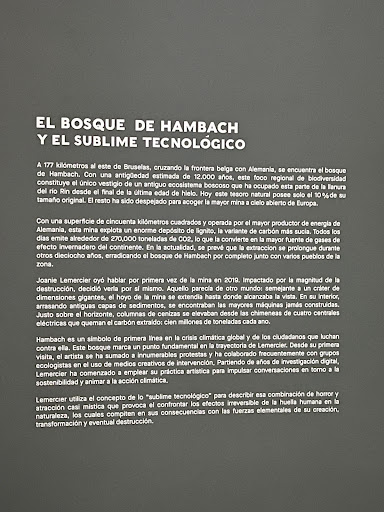 EL BOSQUE DE HAMBACH
Y EL SUBLIME TECNOLÓGICO
A 177 kilómetros al este de Bruselas, cruzando la frontera belga con Alemania, se encuentra el bosque
de Hambach. Con una antigüedad estimada de 12.000 años, este foco regional de biodiversidad
constituye el único vestigio de un antiguo ecosistema boscoso que ha ocupado esta parte de la llanura
del río Rin desde el final de la última edad de hielo. Hoy este tesoro natural posee solo el 10 % de su
tamaño original. El resto ha sido despejado para acoger la mayor mina a cielo abierto de Europa.
Con una superficie de cincuenta kilómetros cuadrados y operada por el mayor productor de energía de
Alemania, esta mina explota un enorme depósito de lignito, la variante de carbón más sucia. Todos los
días emite alrededor de 270,000 toneladas de CO2, lo que la convierte en la mayor fuente de gases de
efecto invernadero del continente. En la actualidad, se prevé que la extracción se prolongue durante
otros dieciocho años, erradicando el bosque de Hambach por completo junto con varios pueblos de la
zona.
Joanie Lemercier oyó hablar por primera vez de la mina en 2019. Impactado por la magnitud de la
destrucción, decidió verla por sí mismo. Aquello parecía de otro mundo: semejante a un cráter de
dimensiones gigantes, el hoyo de la mina se extendía hasta donde alcanzaba la vista. En su interior,
arrasando antiguas capas de sedimentos, se encontraban las mayores máquinas jamás construidas.
Justo sobre el horizonte, columnas de cenizas se elevaban desde las chimeneas de cuatro centrales
eléctricas que queman el carbón extraído: cien millones de toneladas cada año.
Hambach es un símbolo de primera línea en la crisis climática global y de los ciudadanos que luchan
contra ella. Este bosque marca un punto fundamental en la trayectoria de Lemercier. Desde su primera
visita, el artista se ha sumado a innumerables protestas y ha colaborado frecuentemente con grupos
ecologistas en el uso de medios creativos de intervención. Partiendo de años de investigación digital,
Lemercier ha comenzado a emplear su práctica artística para impulsar conversaciones en torno a la
sostenibilidad y animar a la acción climática.
Lemercier utiliza el concepto de lo "sublime tecnológico" para describir esa combinación de horror y
atracción casi mística que provoca el confrontar los efectos irreversible de la huella humana en la
naturaleza, los cuales compiten en sus consecuencias con las fuerzas elementales de su creación,
transformación y eventual destrucción.